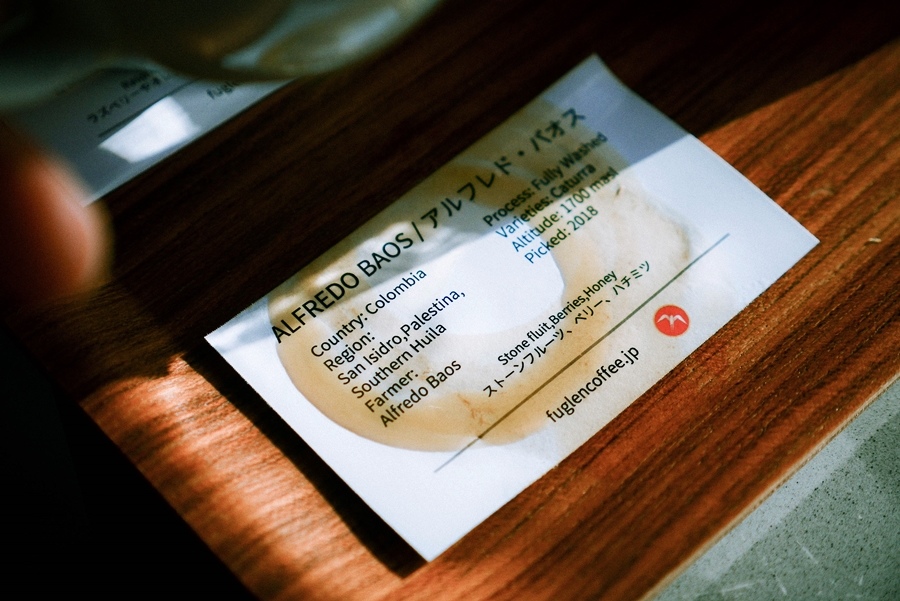 ALFREDO BAOS / アルフレド・バオス
Country: Colombia
Region:
San Isidro,Palestina,
Southern Huila
Farmer:
Alfredo Baos
Process: Fully Washed
Varieties: Caturra
Altitude: 1700 masl
Picked: 2018
Stone fluit,Berries,Honey
ストーンフルーツ、ベリー、ハチミツ
fuglencoffee.jp